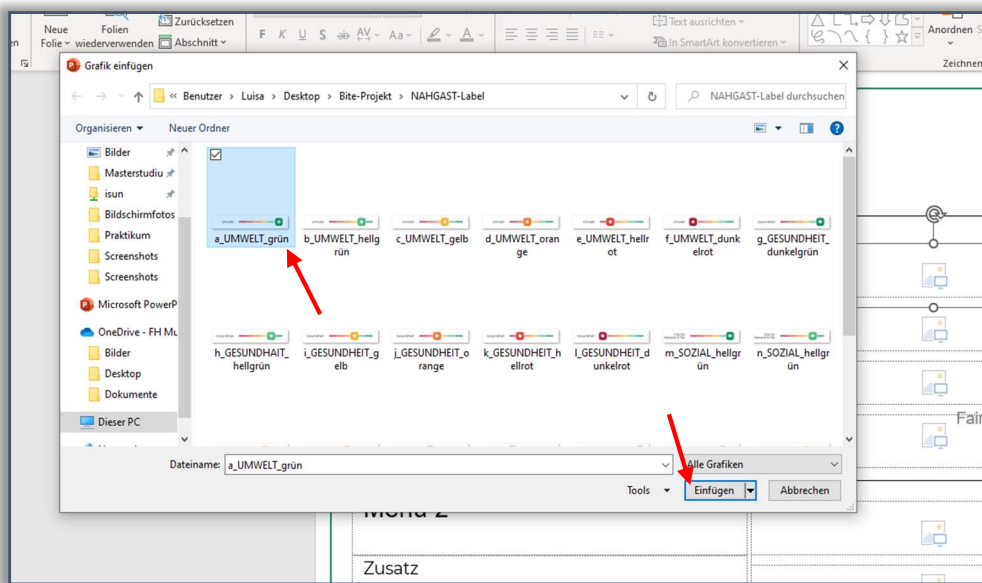 Neue Folie
Folien wiederverwenden
Zurücksetzen
Abschnitt
F K U S ab AV Aa A
Text ausrichten
In SmartArt konvertieren
Anordnen
Zeichnen
Grafik einfügen
« Benutzer > Luisa > Desktop > Bite-Projekt > NAHGAST-Label
NAHGAST-Label durchsuchen
Organisieren
Neuer Ordner
Bilder
Masterstudiu
isun
Bildschirmfotos
Praktikum
Screenshots
Screenshots
Microsoft PowerP
OneDrive - FH Mu
Bilder
Desktop
Dokumente
Dieser PC
a_UMWELT_grün
b_UMWELT_hellg
rün
c_UMWELT_gelb
d_UMWELT_oran
ge
e_UMWELT_hellr
ot
f_UMWELT_dunk
elrot
g_GESUNDHEIT_
dunkelgrün
h_GESUNDHAIT_
hellgrün
i_GESUNDHEIT_g
elb
j_GESUNDHEIT_o
range
k_GESUNDHEIT_h
ellrot
l_GESUNDHEIT_d
unkelrot
m_SOZIAL_hellgr
ün
n_SOZIAL_hellgr
ün
Dateiname: a_UMWELT_grün
Alle Grafiken
Tools
Einfügen
Abbrechen
Fair
Menü 2
Zusatz